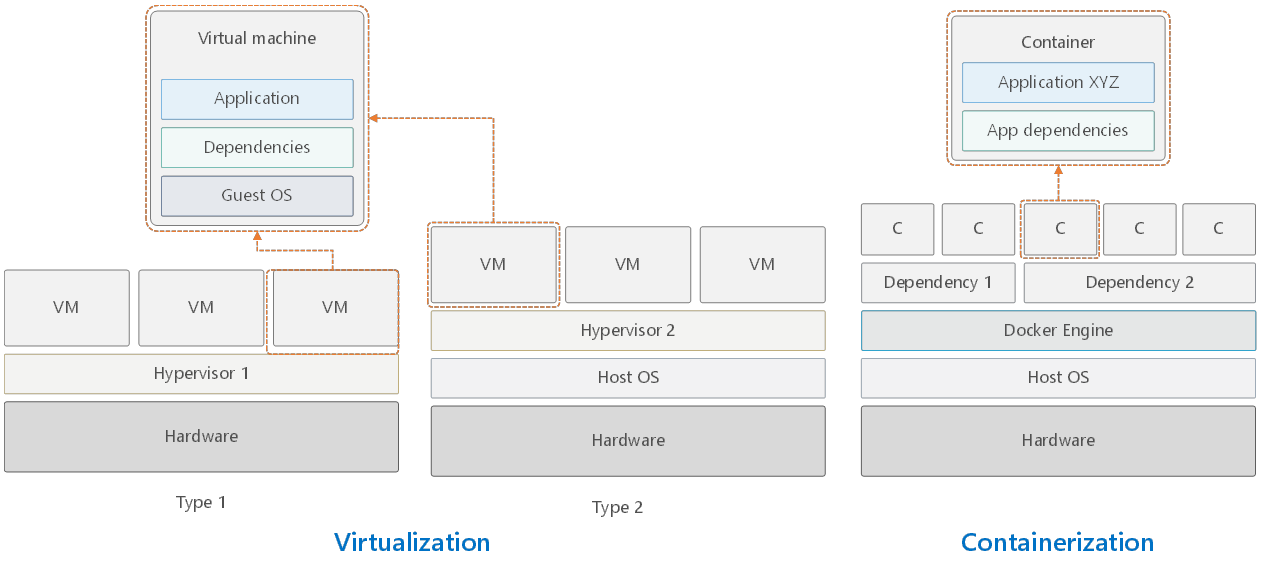 Virtual machine
Application
Dependencies
Guest OS
VM VM VM
Hypervisor 1
Hardware
Type 1
VM VM VM
Hypervisor 2
Host OS
Hardware
Type 2
Virtualization
Container
Application XYZ
App dependencies
C C C C C
Dependency 1 Dependency 2
Docker Engine
Host OS
Hardware
Containerization